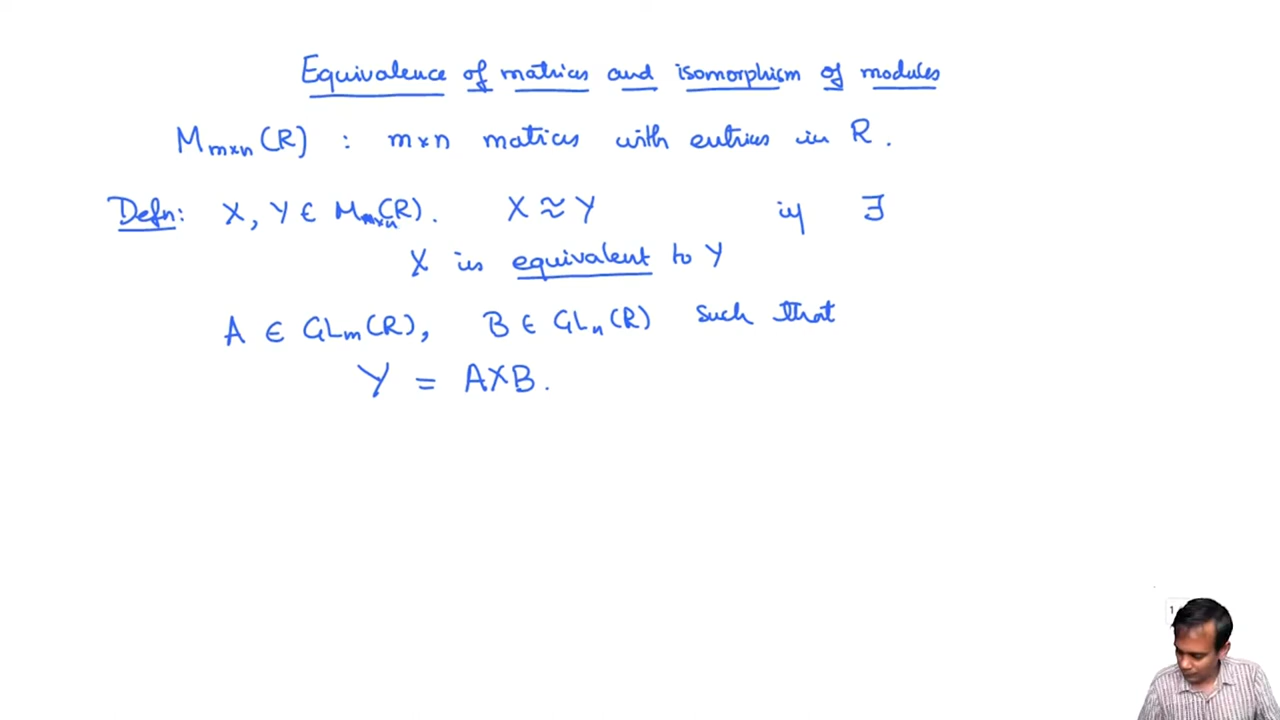 Equivalence of matrices and isomorphism of modules
M_{m×n}(R) : m×n matrices with entries in R.
Defn: X, Y ∈ M_{m×n}(R). X ≈ Y if ∃
X is equivalent to Y
A ∈ GL_m(R), B ∈ GL_n(R) such that
Y = AXB.
1